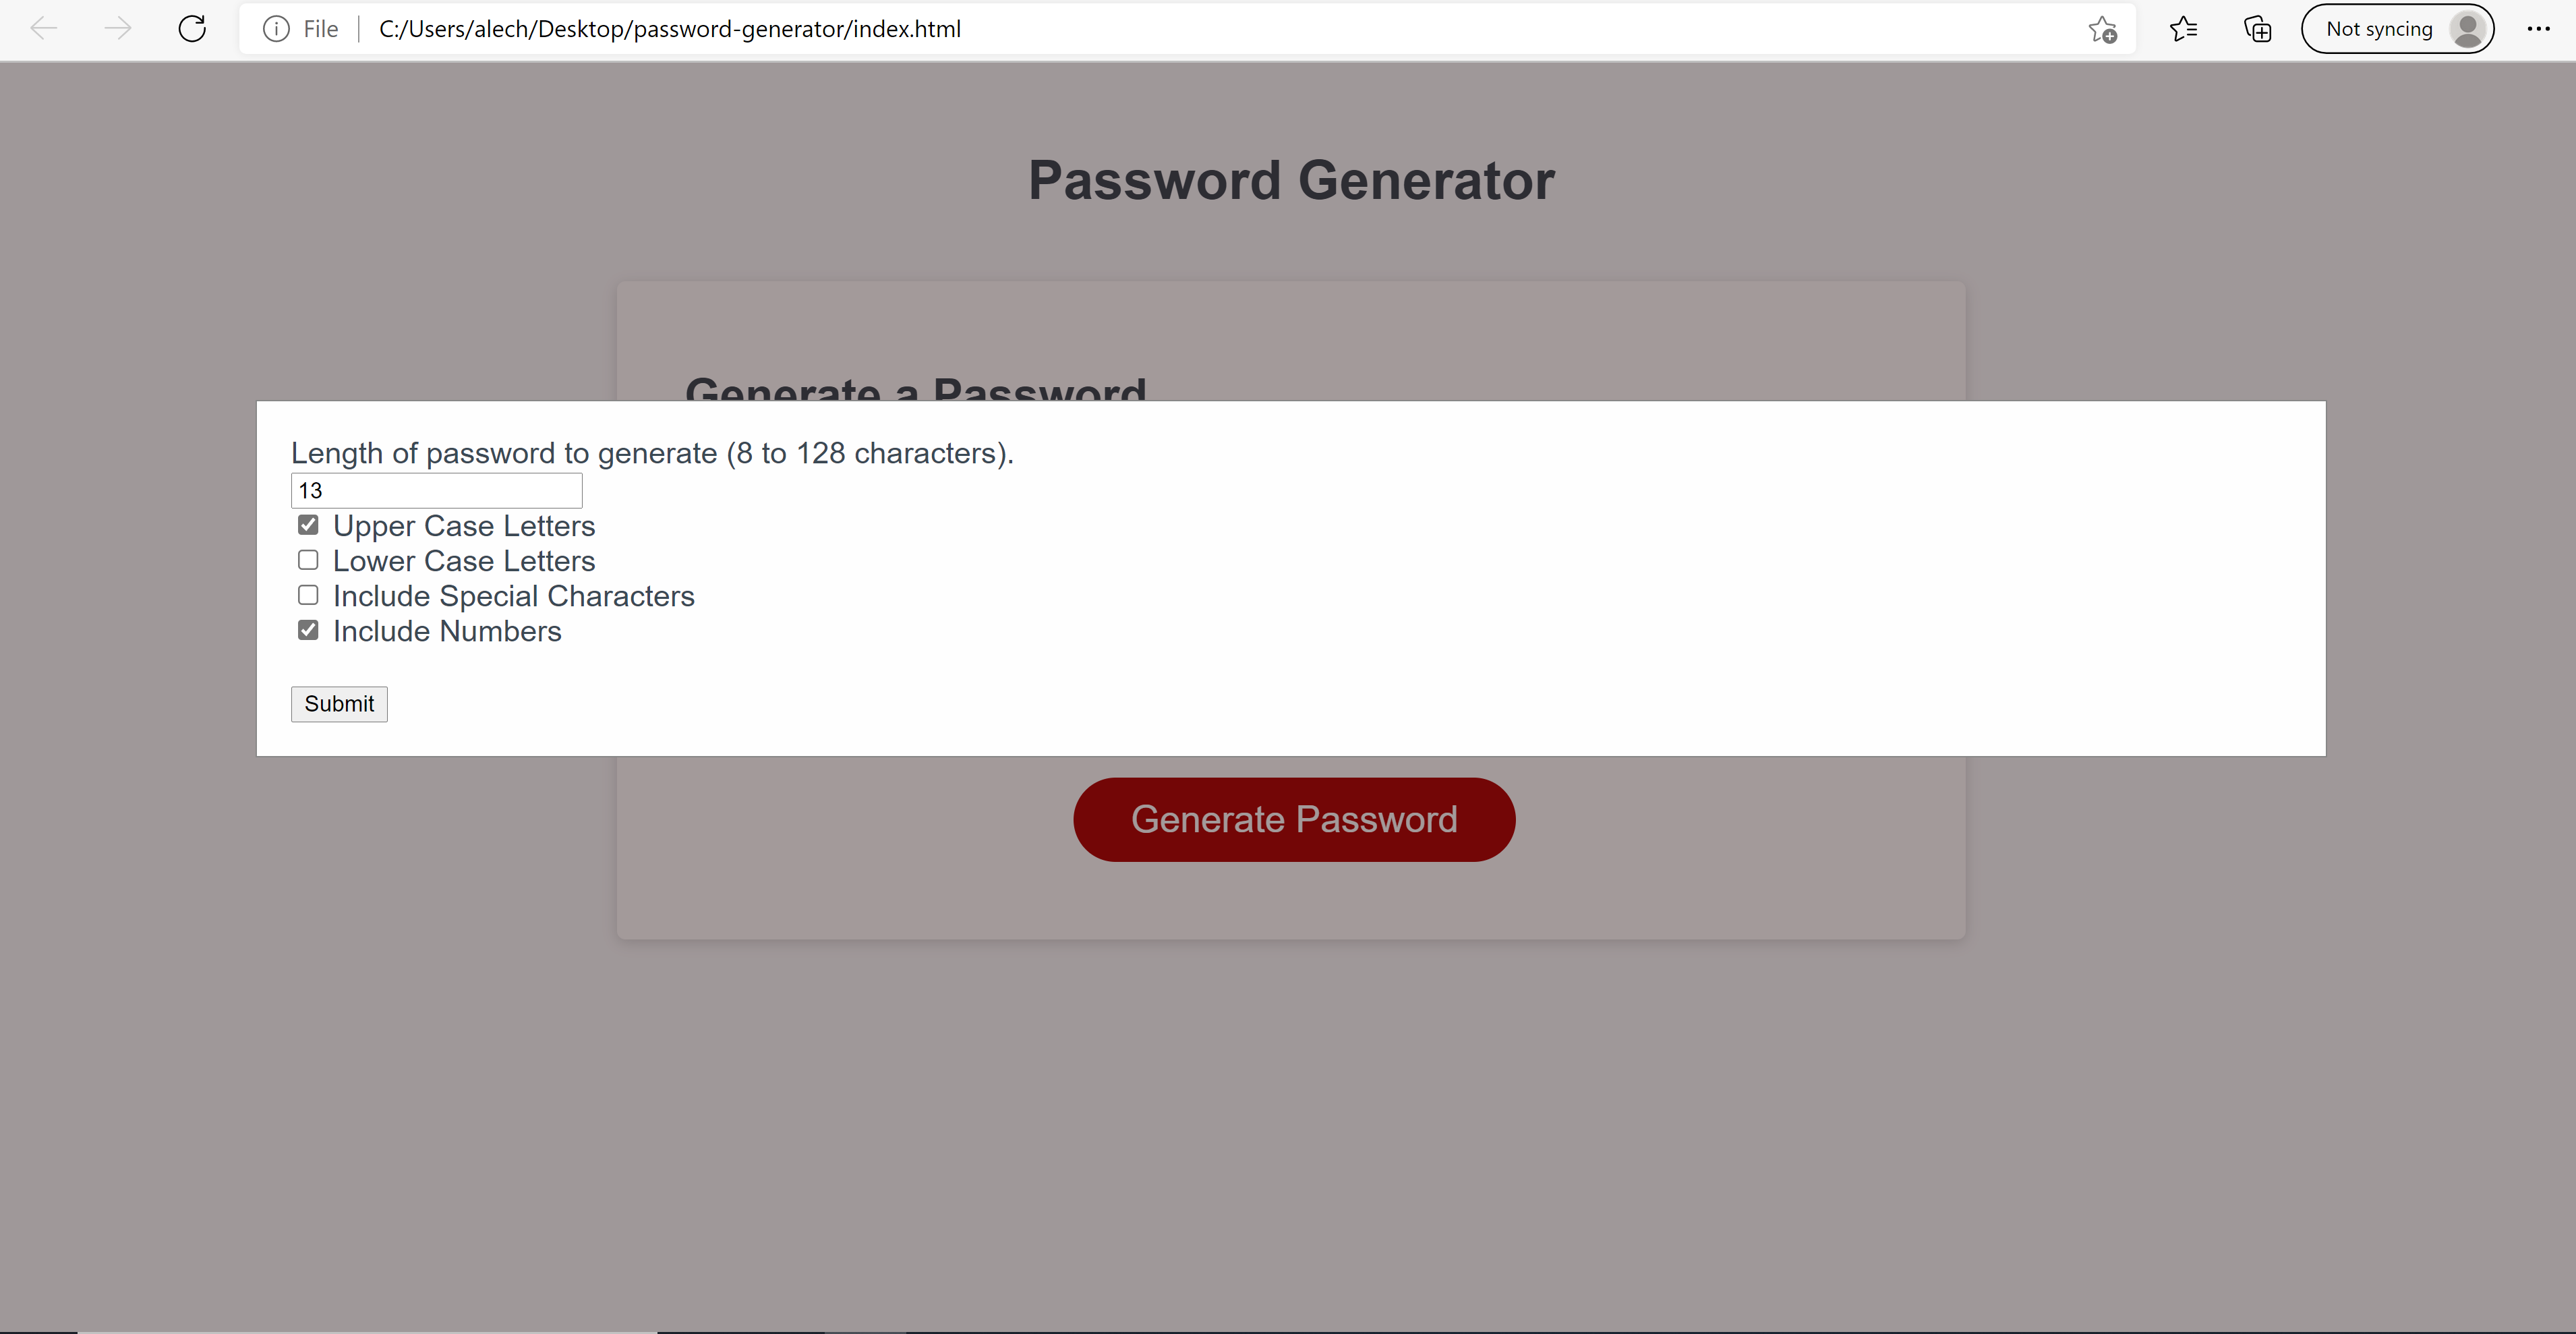 File
C:/Users/alech/Desktop/password-generator/index.html
Not syncing
Password Generator
Generate a Password
Length of password to generate (8 to 128 characters).
13
Upper Case Letters
Lower Case Letters
Include Special Characters
Include Numbers
Submit
Generate Password